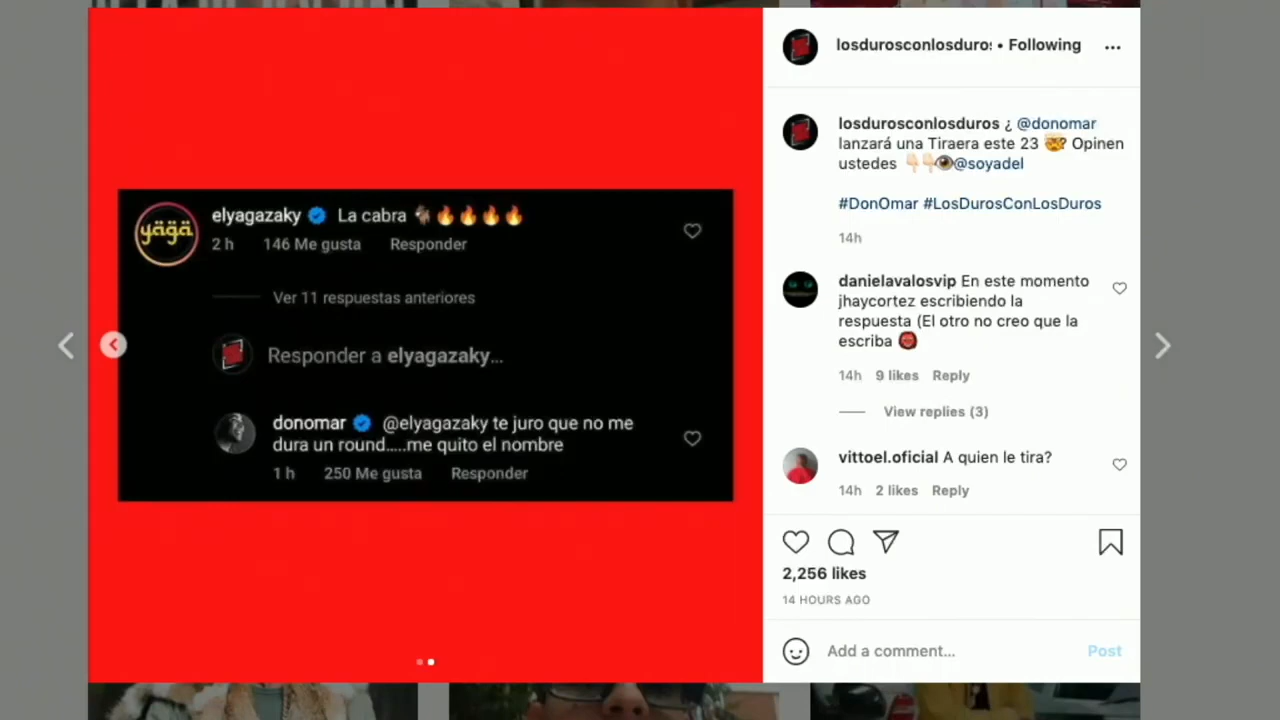 elyagazaky La cabra 🐐🔥🔥🔥🔥
2 h 146 Me gusta Responder
Ver 11 respuestas anteriores
Responder a elyagazaky...
donomar @elyagazaky te juro que no me
dura un round.....me quito el nombre
1 h 250 Me gusta Responder
yägä
losdurosconlosduros • Following
losdurosconlosduros ¿ @donomar
lanzará una Tiraera este 23 🤯? Opinen
ustedes 👇🏻👇🏻👁@soyadel
#DonOmar #LosDurosConLosDuros
14h
danielavalosvip En este momento
jhaycortez escribiendo la
respuesta (El otro no creo que la
escriba
14h 9 likes Reply
View replies (3)
vittoel.oficial A quien le tira?
14h 2 likes Reply
2,256 likes
14 HOURS AGO
Add a comment... Post